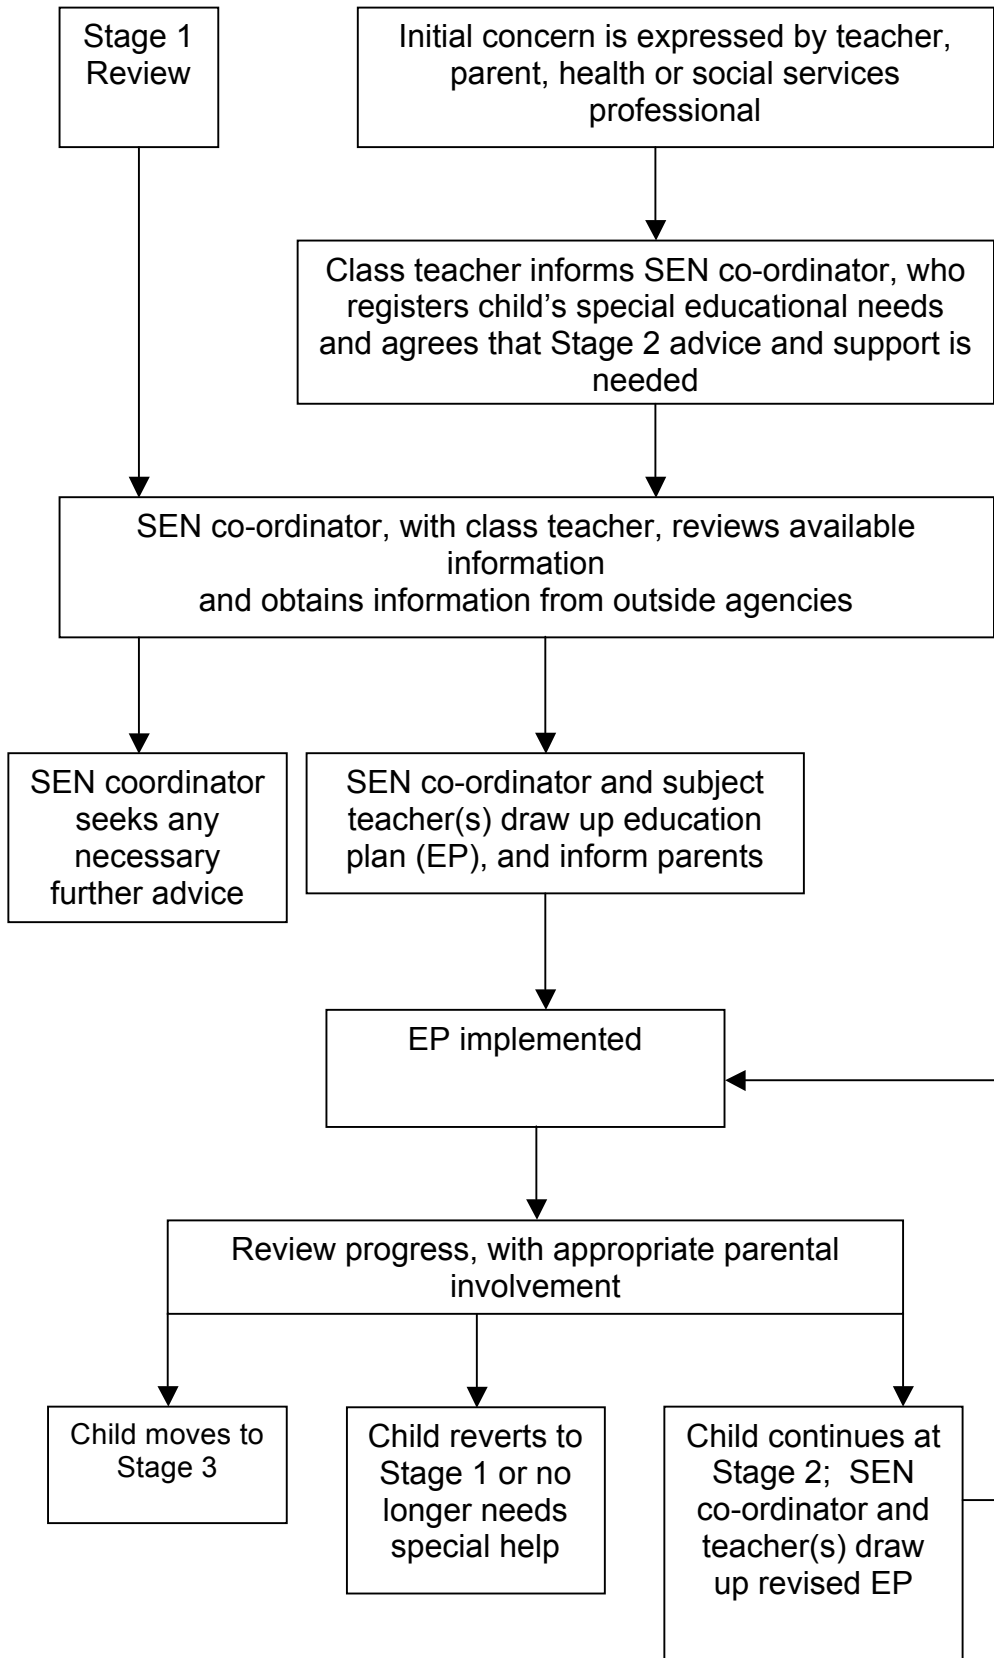 Stage 1
Review
Initial concern is expressed by teacher,
parent, health or social services
professional
Class teacher informs SEN co-ordinator, who
registers child’s special educational needs
and agrees that Stage 2 advice and support is
needed
SEN co-ordinator, with class teacher, reviews available
information
and obtains information from outside agencies
SEN coordinator
seeks any
necessary
further advice
SEN co-ordinator and subject
teacher(s) draw up education
plan (EP), and inform parents
EP implemented
Review progress, with appropriate parental
involvement
Child moves to
Stage 3
Child reverts to
Stage 1 or no
longer needs
special help
Child continues at
Stage 2;  SEN
co-ordinator and
teacher(s) draw
up revised EP